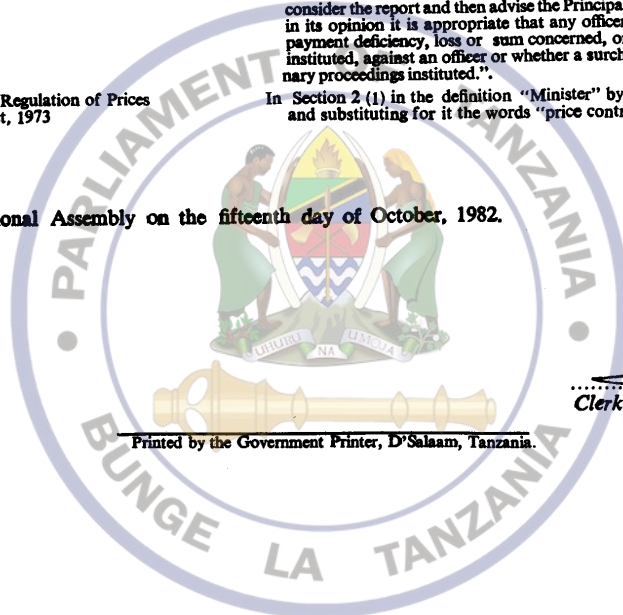 consider the report and then advise the Principa
in its opinion it is appropriate that any officer
payment deficiency, loss or sum concerned, o
instituted, against an officer or whether a surch
nary proceedings instituted.”.
Regulation of Prices
t, 1973
In Section 2 (1) in the definition “Minister” by
and substituting for it the words “price contr
onal Assembly on the fifteenth day of October, 1982.
Clerk
Printed by the Government Printer, D’Salaam, Tanzania.
PARLIAMENT OF TANZANIA
UHURU NA UMOJA
BUNGE LA TANZANIA